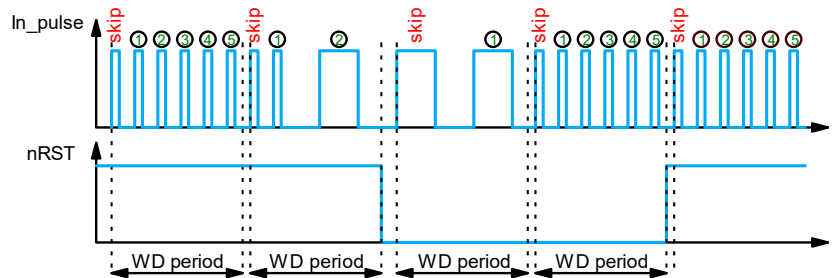 In_pulse
skip 1 2 3 4 5 skip 1 2 skip 1 skip 1 2 3 4 5 skip 1 2 3 4 5
nRST
WD period WD period WD period WD period